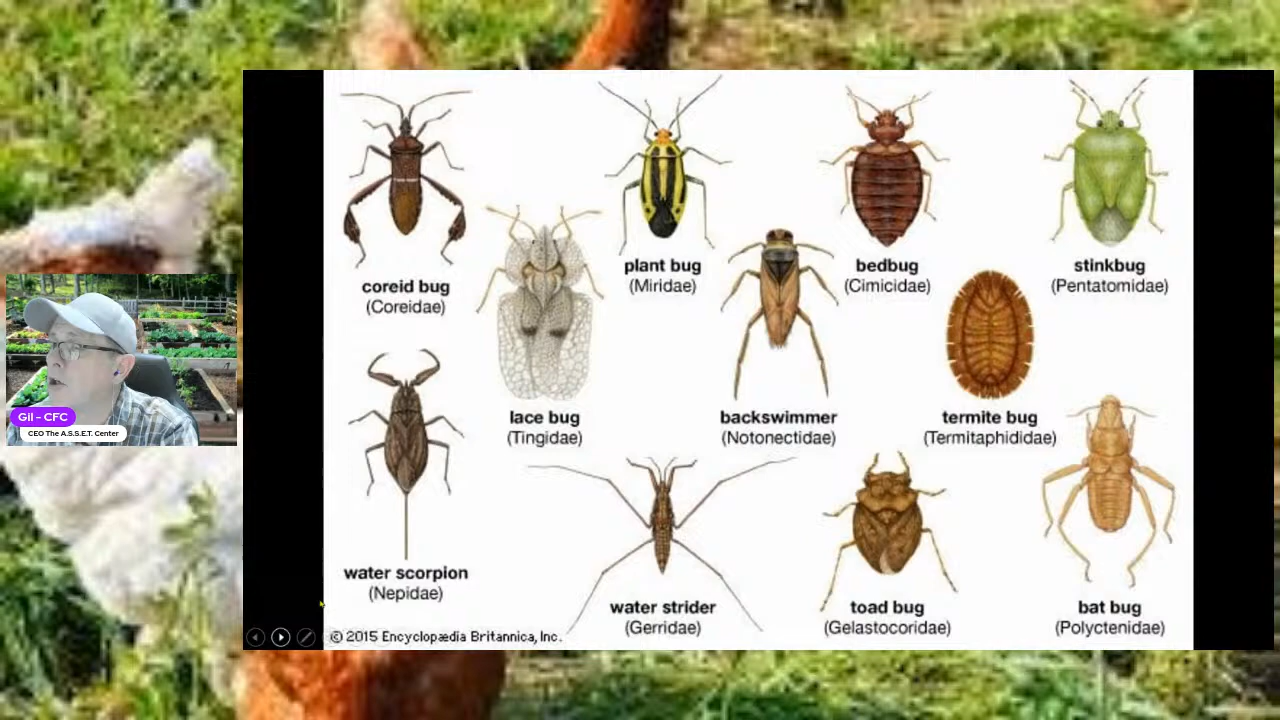 plant bug
(Miridae)
bedbug
(Cimicidae)
stinkbug
(Pentatomidae)
coreid bug
(Coreidae)
lace bug
(Tingidae)
backswimmer
(Notonectidae)
termite bug
(Termitaphididae)
Gil - CFC
CEO The A.S.S.E.T. Center
water scorpion
(Nepidae)
water strider
(Gerridae)
toad bug
(Gelastocoridae)
bat bug
(Polyctenidae)
© 2015 Encyclopædia Britannica, Inc.